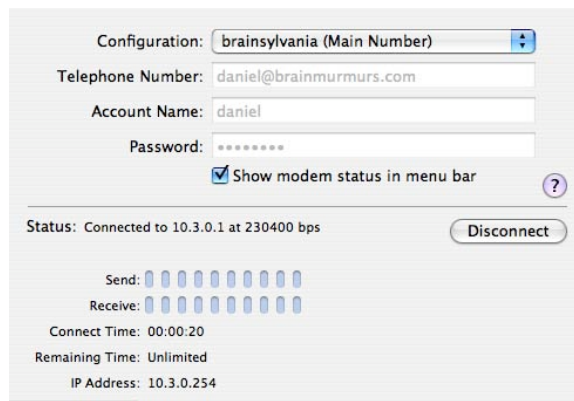 Configuration: brainsylvania (Main Number)
Telephone Number: daniel@brainmurmurs.com
Account Name: daniel
Password: ••••••••
Show modem status in menu bar
?
Status: Connected to 10.3.0.1 at 230400 bps
Disconnect
Send:
Receive:
Connect Time: 00:00:20
Remaining Time: Unlimited
IP Address: 10.3.0.254